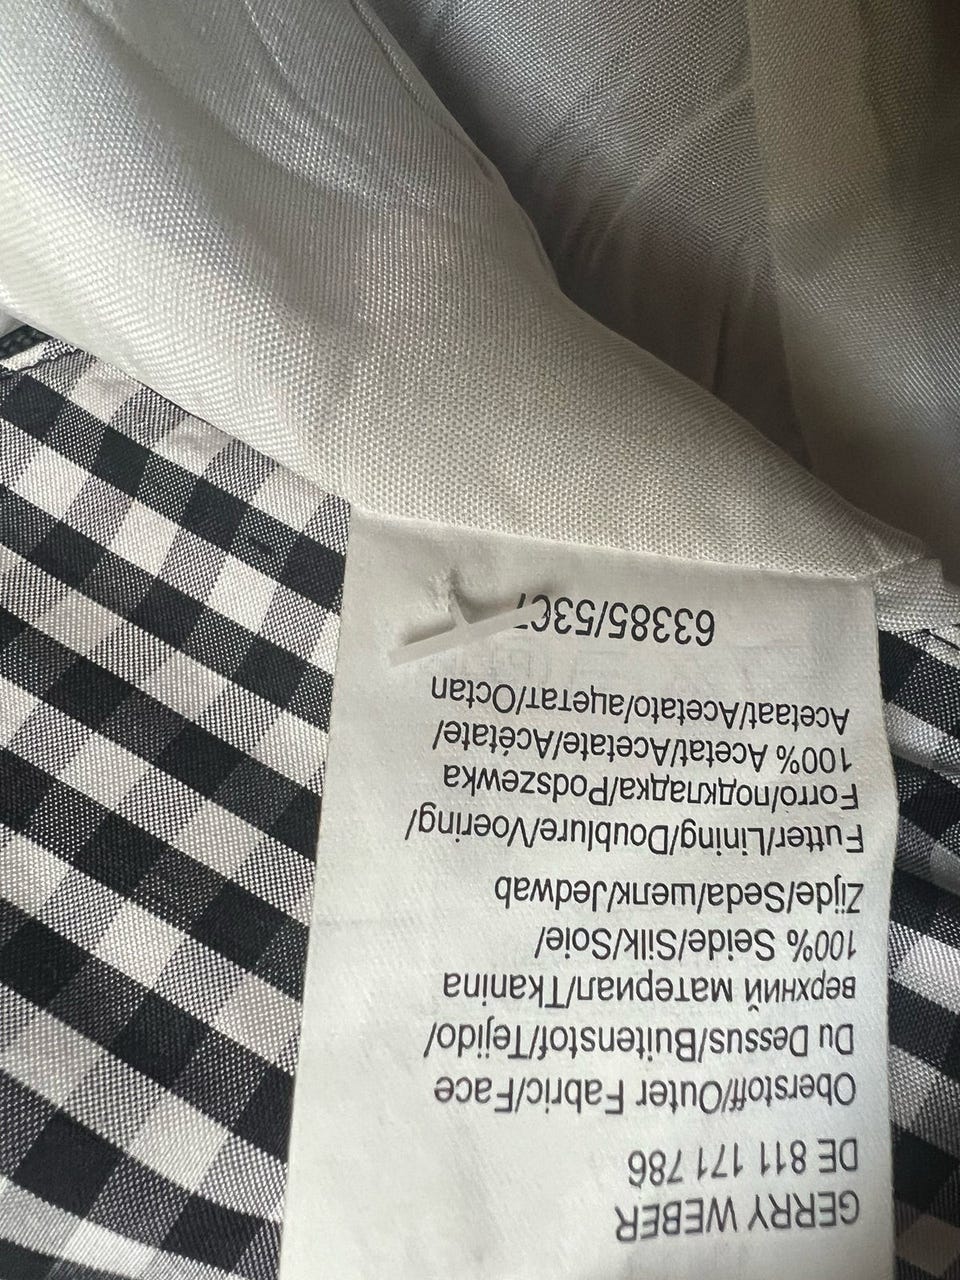 GERRY WEBER
DE 811 171 786
Oberstoff/Outer Fabric/Face
Du Dessus/Buitenstof/Tejido/
верхний материал/Tkanina
100% Seide/Silk/Soie/
Zijde/Seda/шелк/Jedwab
Futter/Lining/Doublure/Voering/
Forro/подкладка/Podszewka
100% Acetat/Acetate/Acétate/
Acetaat/Acetato/ацетат/Octan